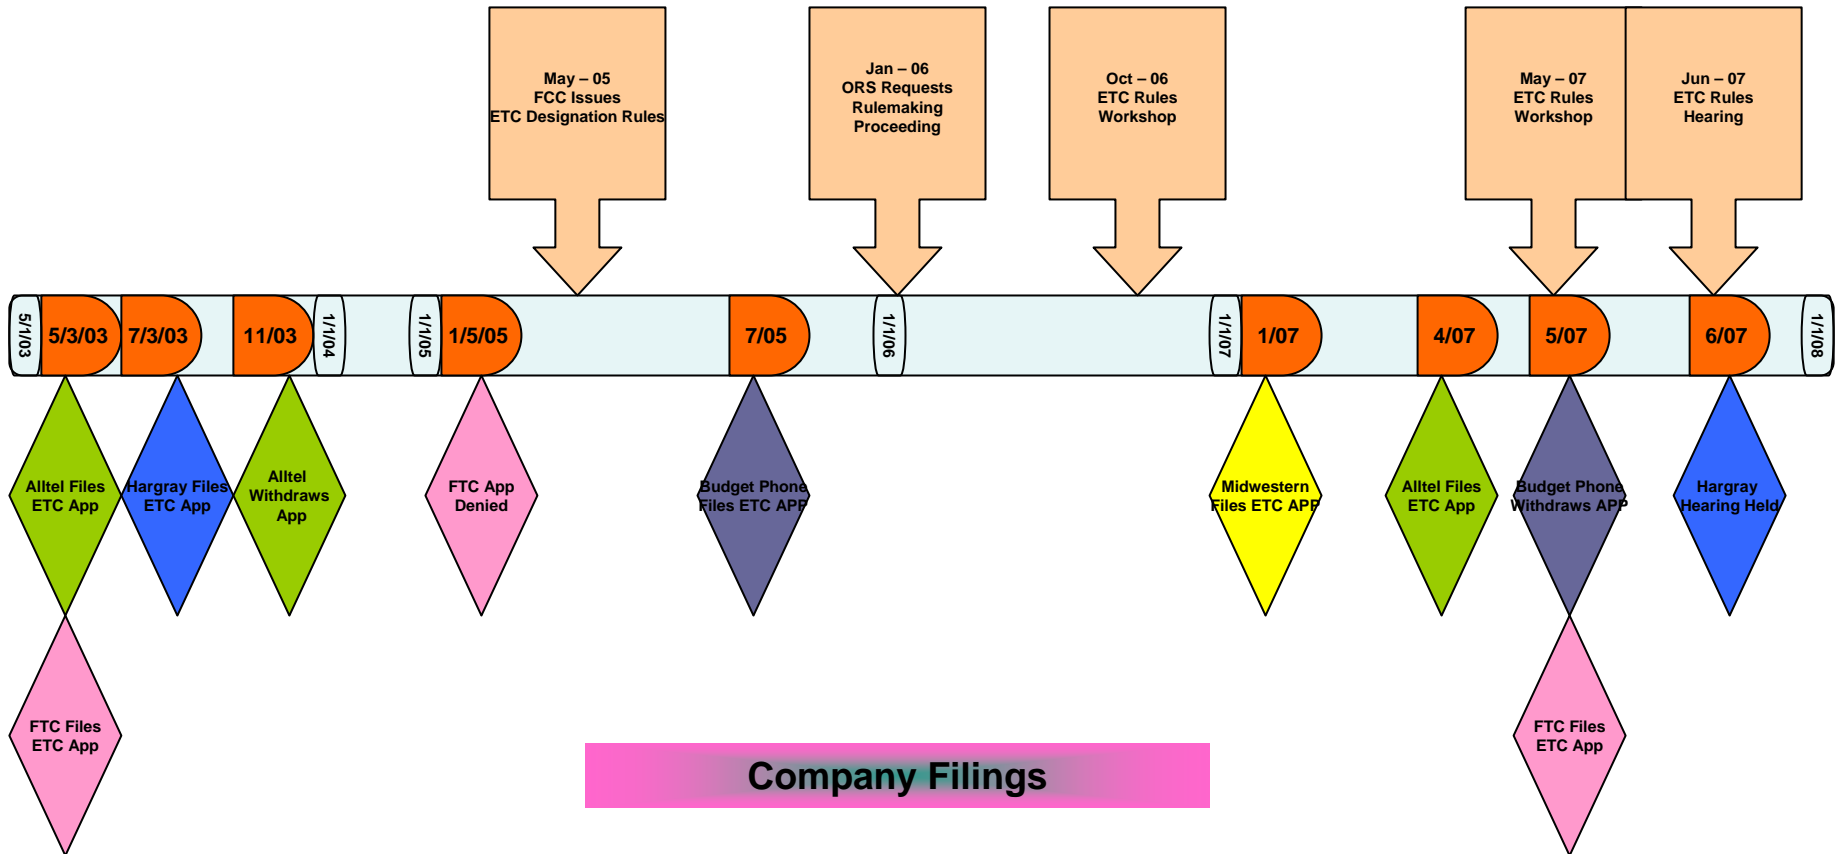 May – 05
FCC Issues
ETC Designation Rules
Jan – 06
ORS Requests
Rulemaking
Proceeding
Oct – 06
ETC Rules
Workshop
May – 07
ETC Rules
Workshop
Jun – 07
ETC Rules
Hearing
5/1/03
5/3/03
7/3/03
11/03
1/1/04
1/1/05
1/5/05
7/05
1/1/06
1/1/07
1/07
4/07
5/07
6/07
1/1/08
Alltel Files
ETC App
Hargray Files
ETC App
Alltel
Withdraws
App
FTC App
Denied
Budget Phone
Files ETC APP
Midwestern
Files ETC APP
Alltel Files
ETC App
Budget Phone
Withdraws APP
Hargray
Hearing Held
FTC Files
ETC App
FTC Files
ETC App
Company Filings